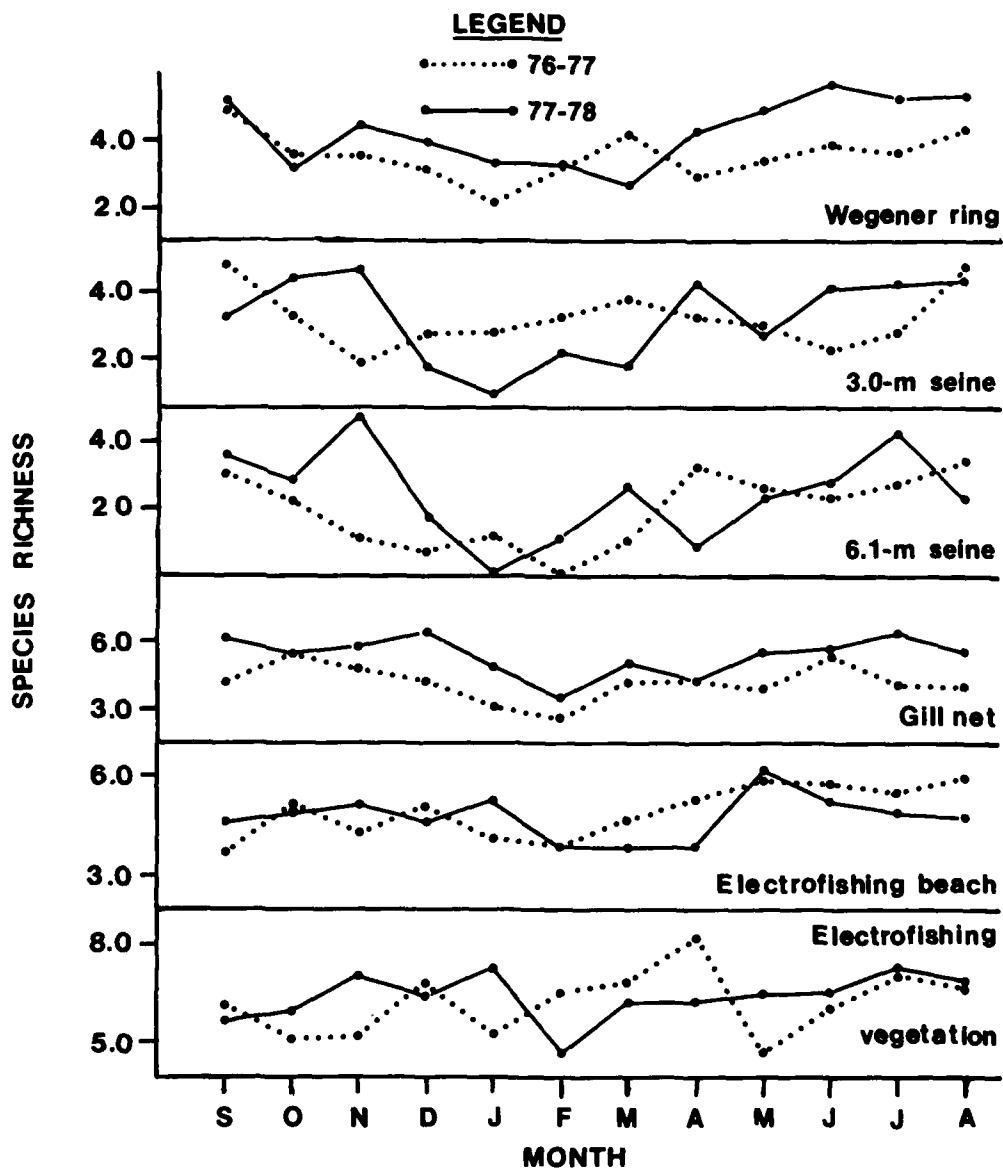 LEGEND
76-77
77-78
4.0
2.0
Wegener ring
4.0
2.0
3.0-m seine
4.0
2.0
6.1-m seine
6.0
3.0
Gill net
6.0
3.0
Electrofishing beach
8.0
5.0
Electrofishing
vegetation
S O N D J F M A M J J A
MONTH
SPECIES RICHNESS